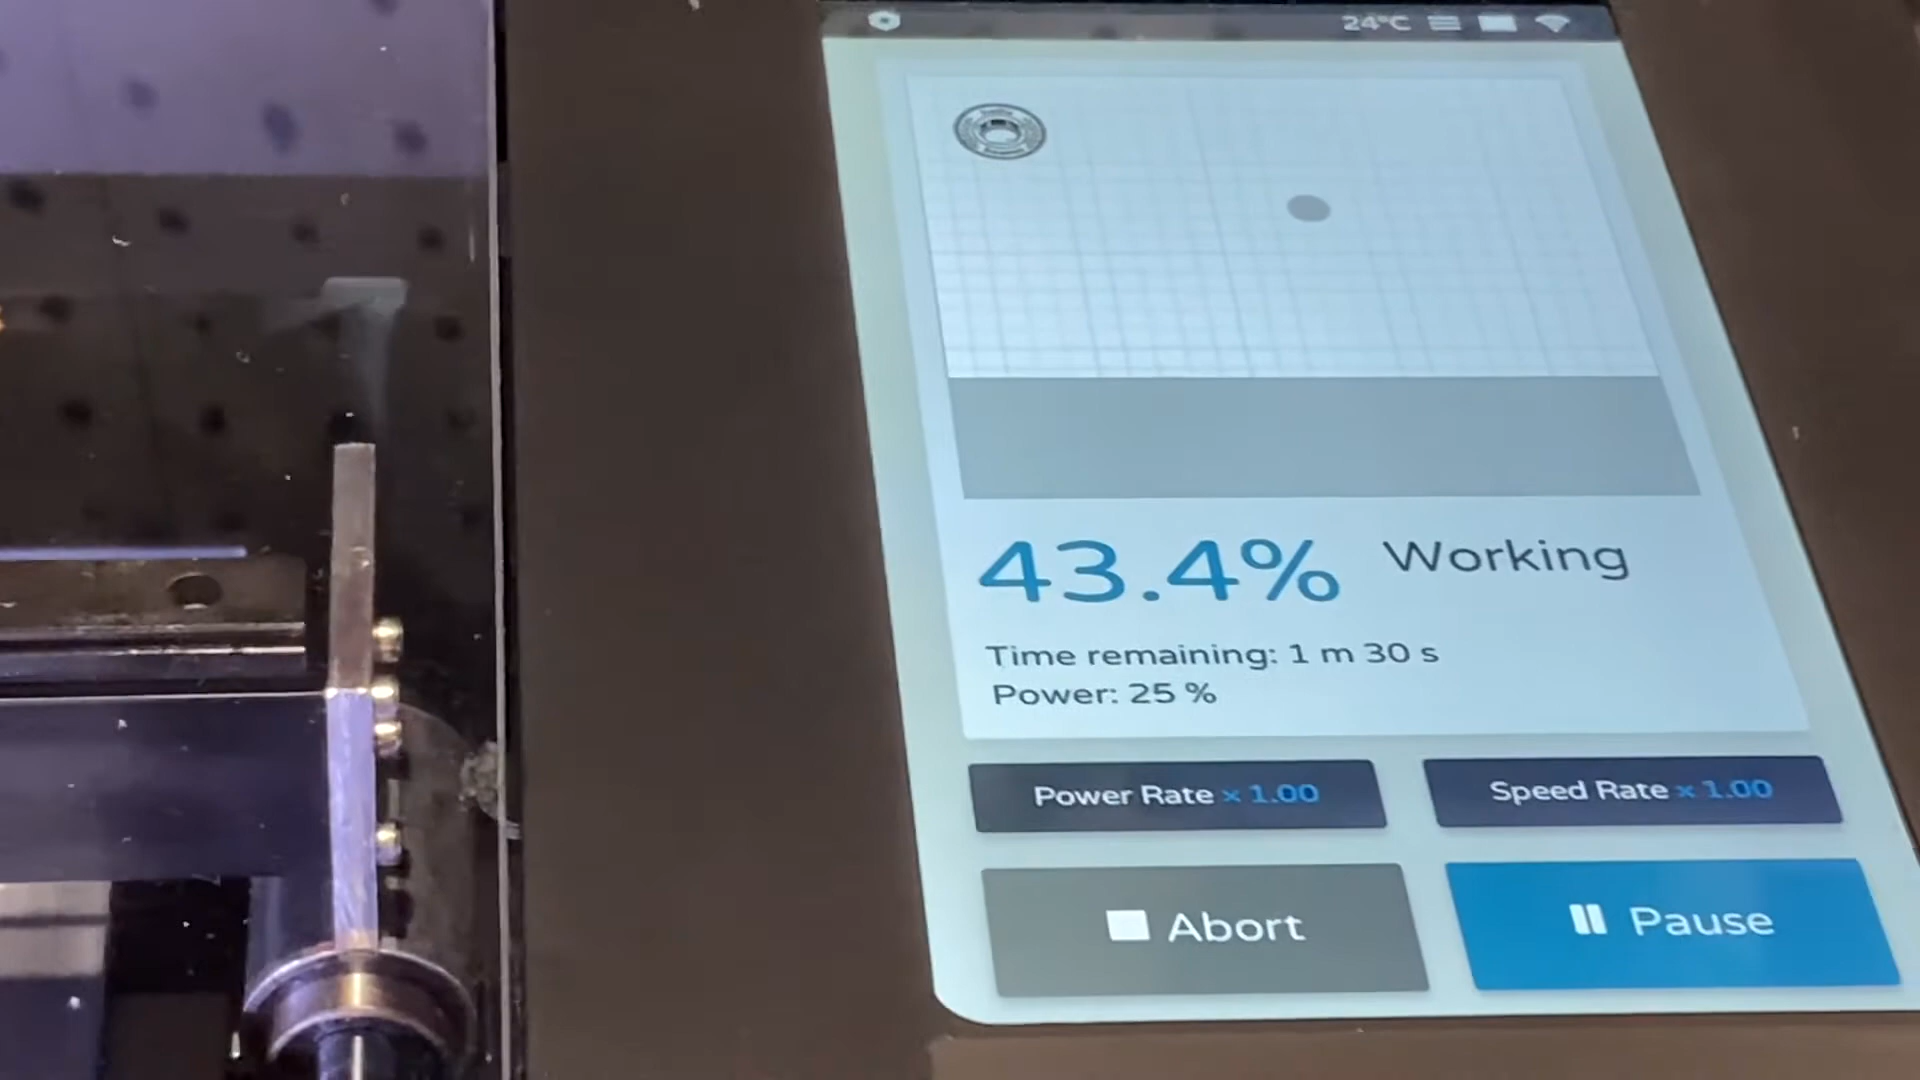 24°C
43.4% Working
Time remaining: 1 m 30 s
Power: 25 %
Power Rate × 1.00
Speed Rate × 1.00
Abort
Pause